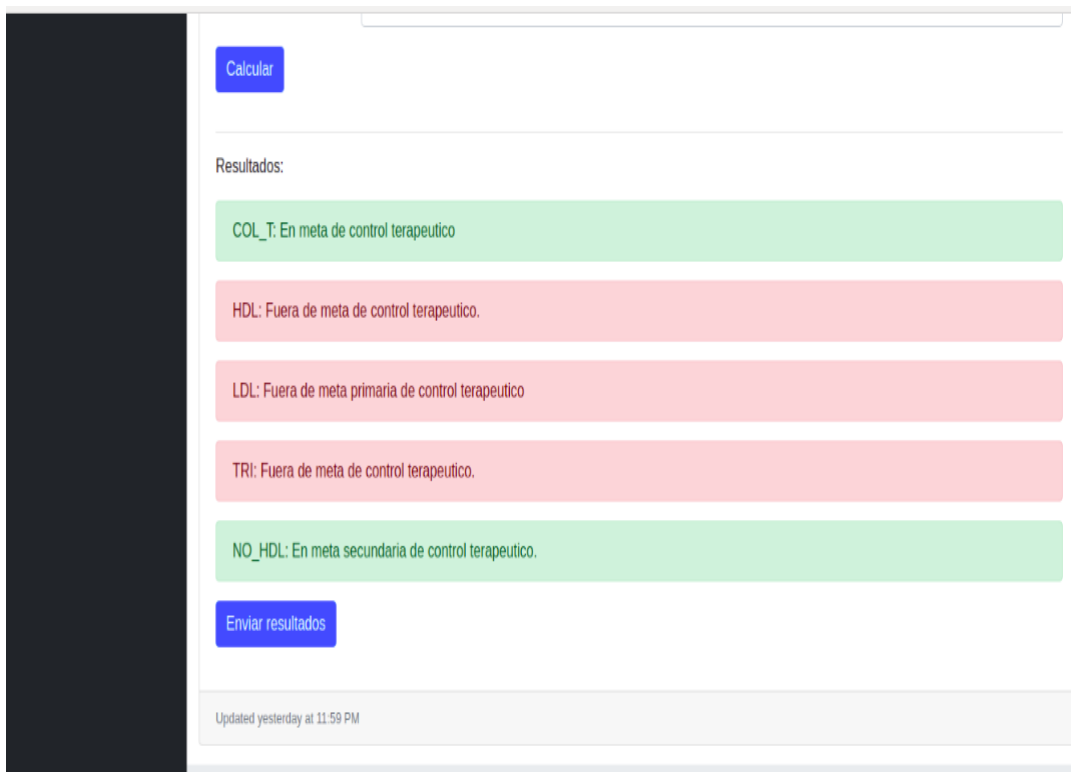 Calcular
Resultados:
COL_T: En meta de control terapeutico
HDL: Fuera de meta de control terapeutico.
LDL: Fuera de meta primaria de control terapeutico
TRI: Fuera de meta de control terapeutico.
NO_HDL: En meta secundaria de control terapeutico.
Enviar resultados
Updated yesterday at 11:59 PM